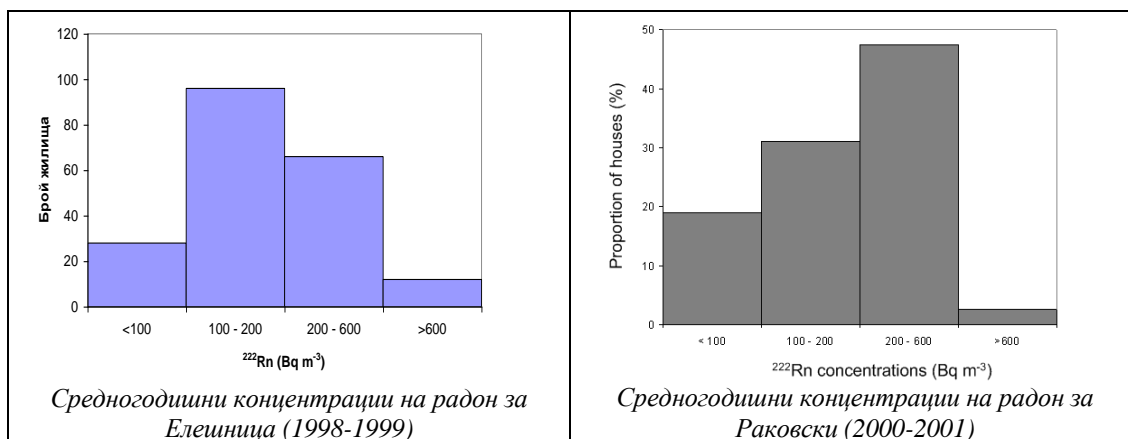 120
100
80
60
40
20
0
Брой жилища
<100 100 - 200 200 - 600 >600
²²²Rn (Bq m⁻³)
Средногодишни концентрации на радон за
Елешница (1998-1999)
50
40
30
20
10
0
Proportion of houses (%)
< 100 100 - 200 200 - 600 >600
²²²Rn concentrations (Bq m⁻³)
Средногодишни концентрации на радон за
Раковски (2000-2001)